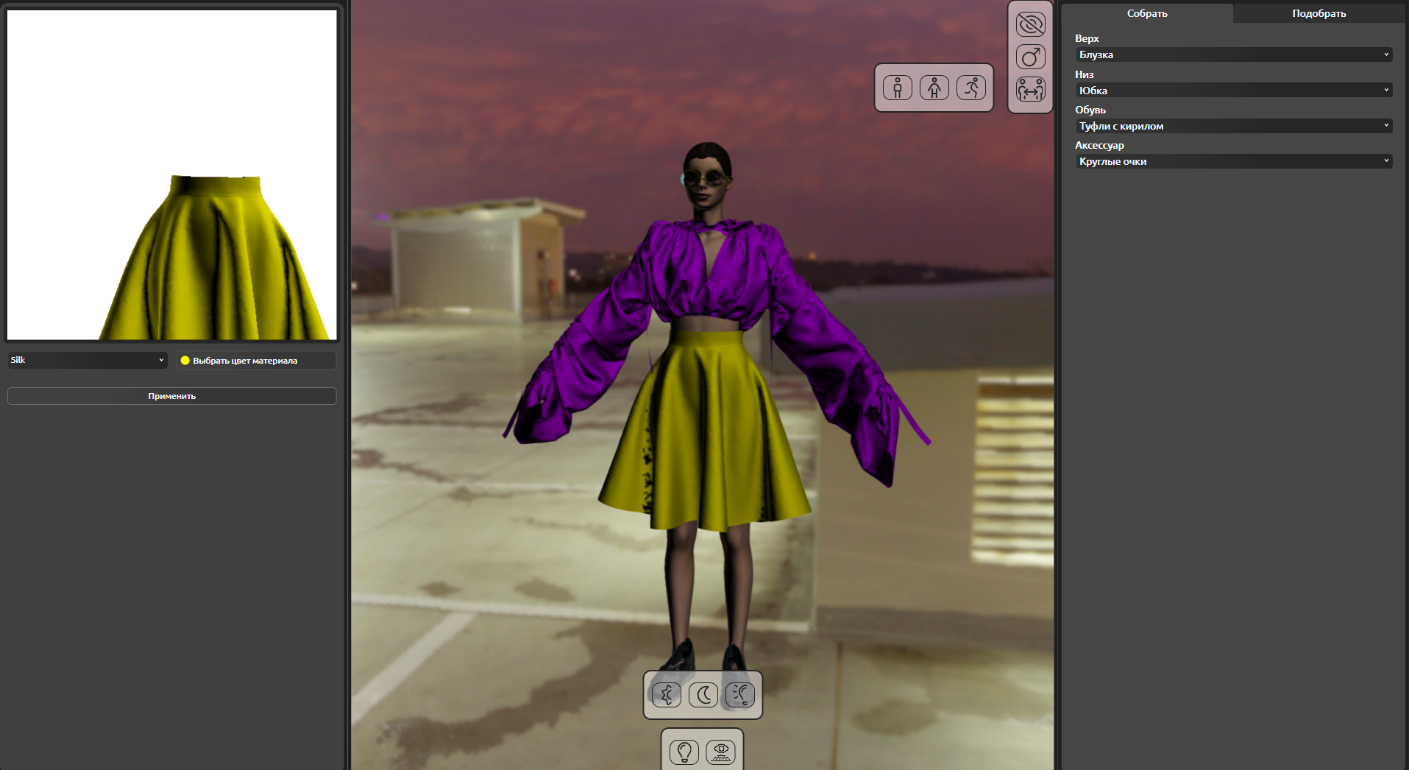 Silk
Выбрать цвет материала
Применить
Собрать
Подобрать
Верх
Блузка
Низ
Юбка
Обувь
Туфли с кирилом
Аксессуар
Круглые очки